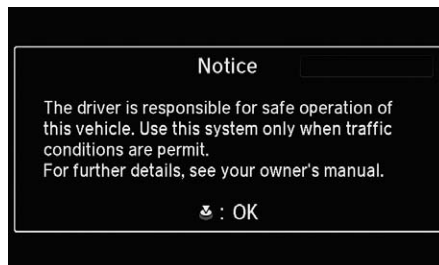 Notice
The driver is responsible for safe operation of
this vehicle. Use this system only when traffic
conditions are permit.
For further details, see your owner's manual.
: OK